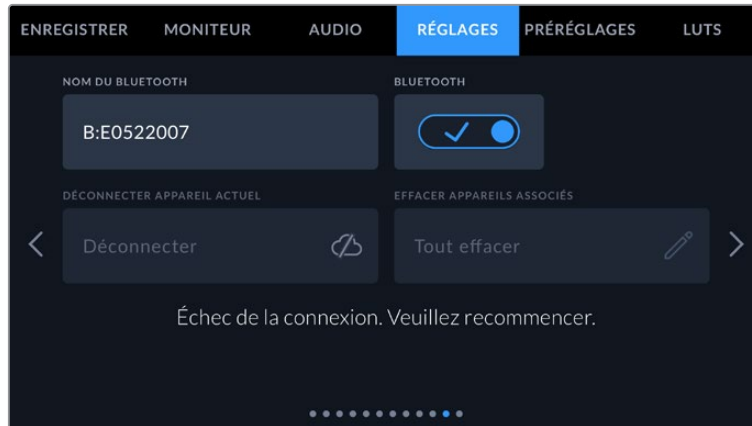 ENREGISTRER MONITEUR AUDIO RÉGLAGES PRÉRÉGLAGES LUTS
NOM DU BLUETOOTH BLUETOOTH
B:E0522007
DÉCONNECTER APPAREIL ACTUEL EFFACER APPAREILS ASSOCIÉS
Déconnecter Tout effacer
Échec de la connexion. Veuillez recommencer.